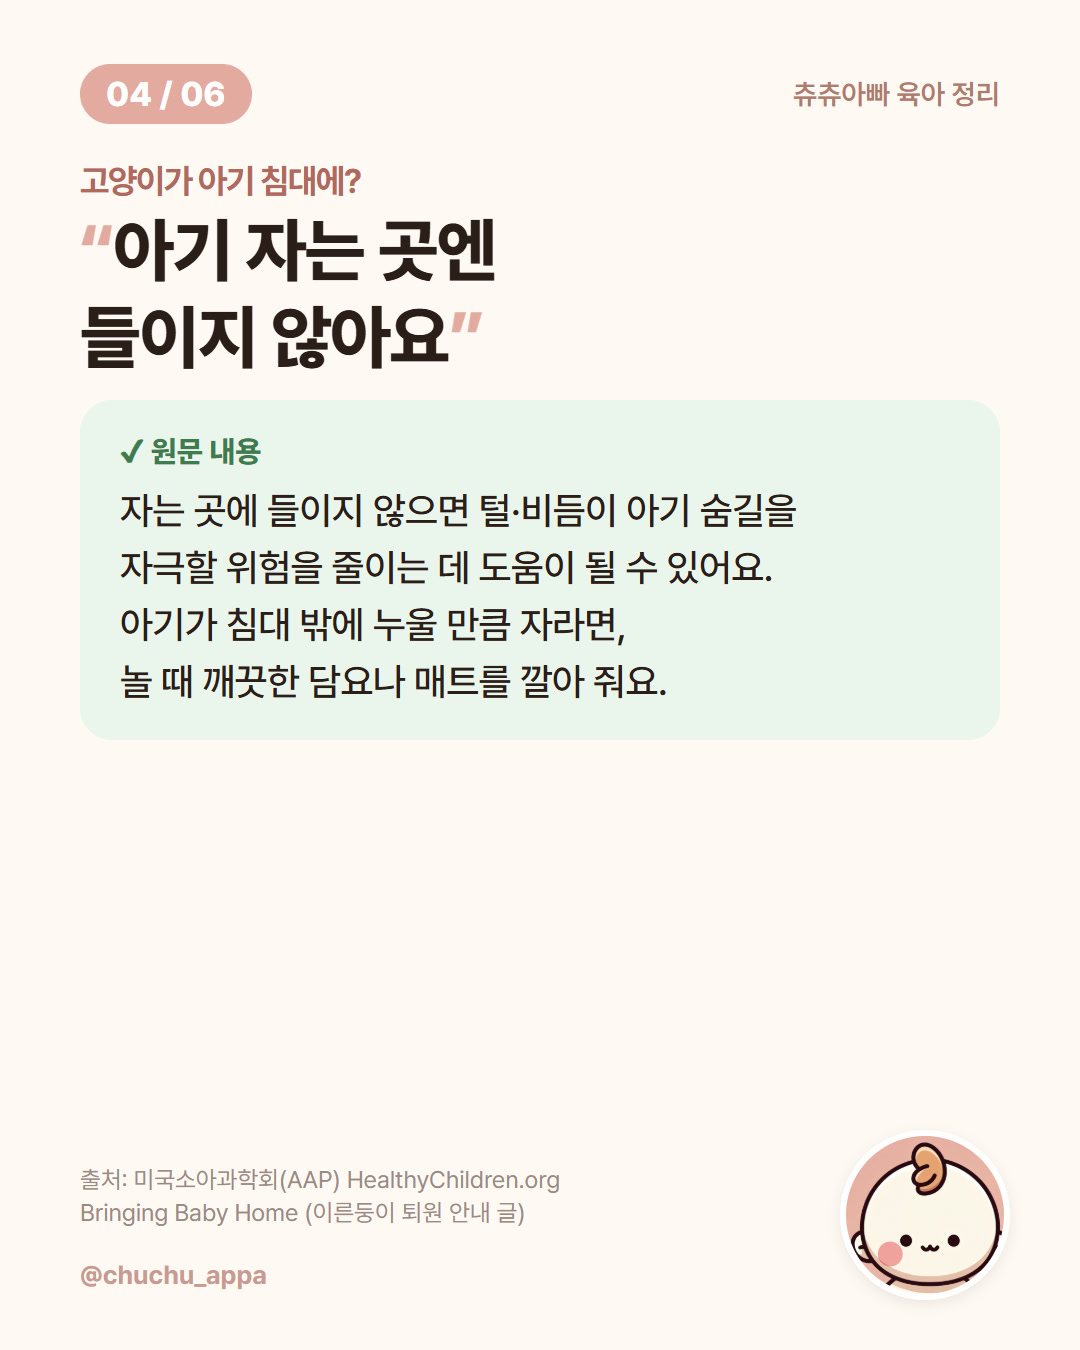 04 / 06
츄츄아빠 육아 정리
고양이가 아기 침대에?
“아기 자는 곳엔
들이지 않아요”
✓ 원문 내용
자는 곳에 들이지 않으면 털·비듬이 아기 숨길을
자극할 위험을 줄이는 데 도움이 될 수 있어요.
아기가 침대 밖에 누울 만큼 자라면,
놀 때 깨끗한 담요나 매트를 깔아 줘요.
출처: 미국소아과학회(AAP) HealthyChildren.org
Bringing Baby Home (이른둥이 퇴원 안내 글)
@chuchu_appa